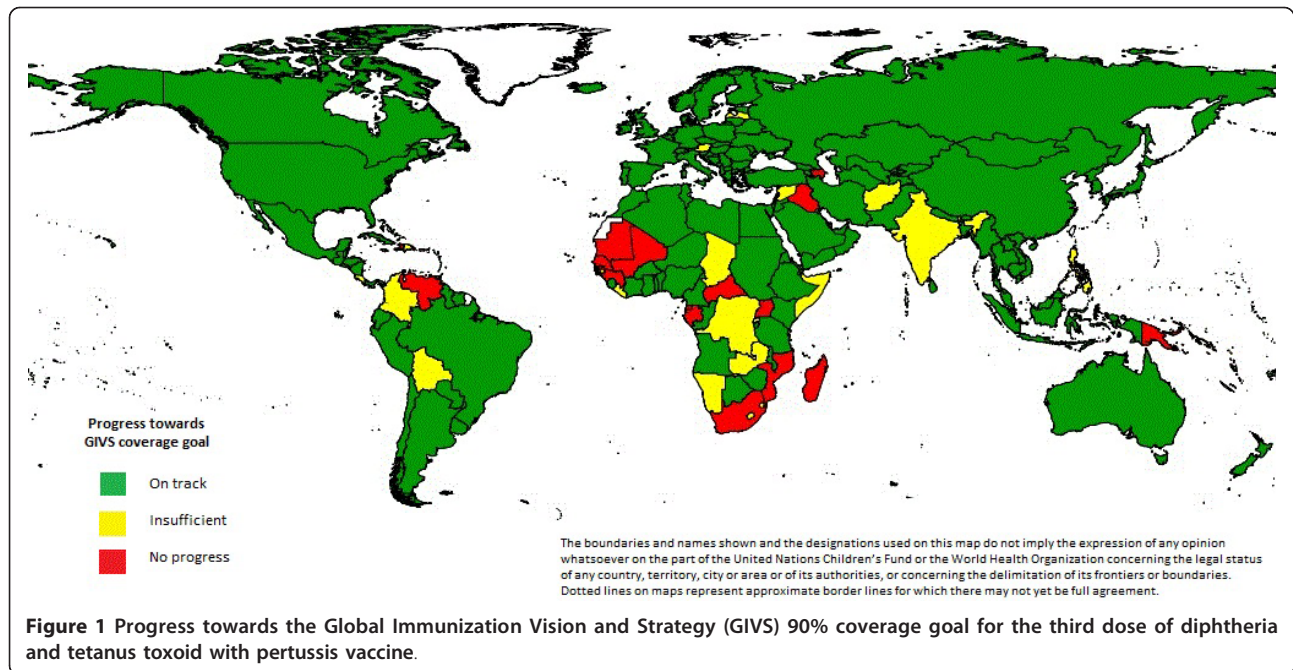 Progress towards
GIVS coverage goal
On track
Insufficient
No progress
The boundaries and names shown and the designations used on this map do not imply the expression of any opinion
whatsoever on the part of the United Nations Children's Fund or the World Health Organization concerning the legal status
of any country, territory, city or area or of its authorities, or concerning the delimitation of its frontiers or boundaries.
Dotted lines on maps represent approximate border lines for which there may not yet be full agreement.
Figure 1 Progress towards the Global Immunization Vision and Strategy (GIVS) 90% coverage goal for the third dose of diphtheria
and tetanus toxoid with pertussis vaccine.